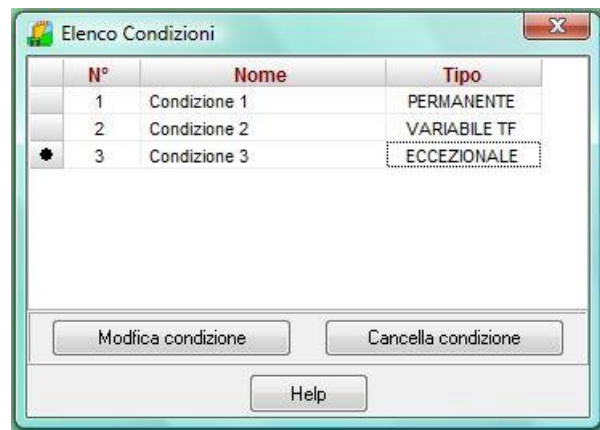 Elenco Condizioni
N° Nome Tipo
1 Condizione 1 PERMANENTE
2 Condizione 2 VARIABILE TF
3 Condizione 3 ECCEZIONALE
Modfica condizione Cancella condizione
Help